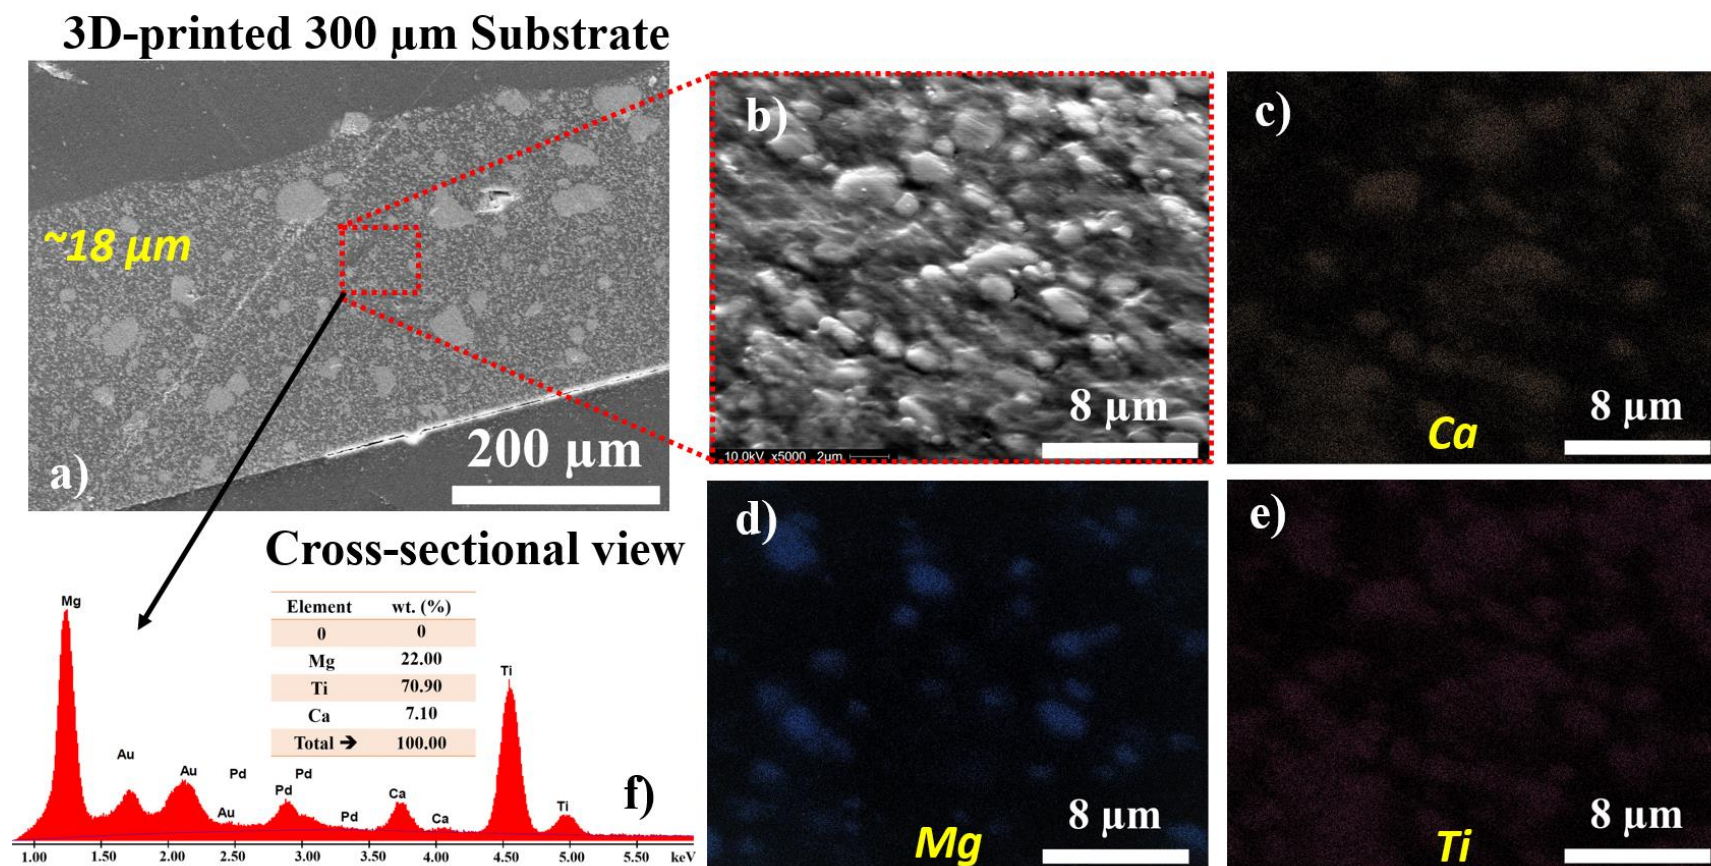 3D-printed 300 μm Substrate
~18 μm
a)
200 μm
b)
8 μm
10.0kV x5000 2μm
c)
Ca
8 μm
Cross-sectional view
d)
Mg
8 μm
e)
Ti
8 μm
Element wt. (%)
0 0
Mg 22.00
Ti 70.90
Ca 7.10
Total ➔ 100.00
f)
Mg
Au
Au
Au
Pd
Pd
Pd
Pd
Ca
Ca
Ti
Ti
1.00 1.50 2.00 2.50 3.00 3.50 4.00 4.50 5.00 5.50 keV